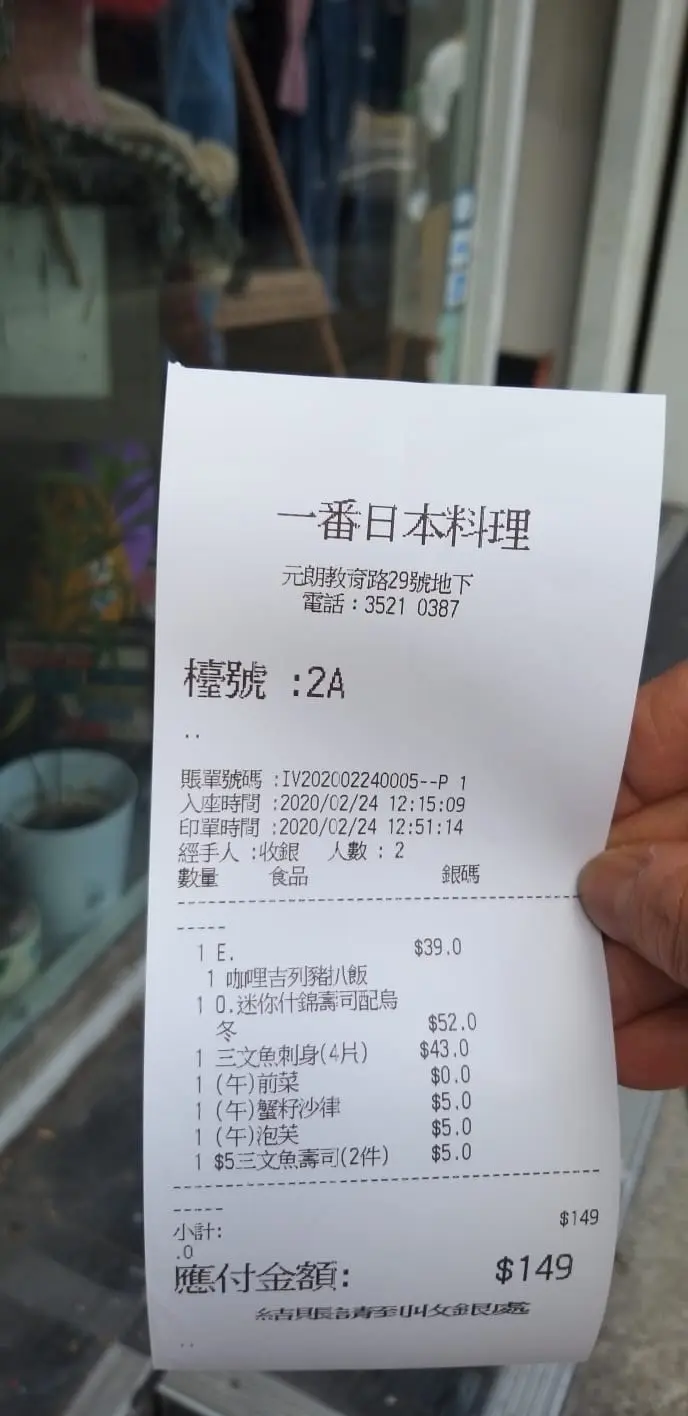 一番日本料理
元朗教育路29號地下
電話：3521 0387
檯號 :2A
..
賬單號碼 :IV202002240005--P 1
入座時間 :2020/02/24 12:15:09
印單時間 :2020/02/24 12:51:14
經手人 :收銀 人數 : 2
數量 食品 銀碼
-----
1 E. $39.0
1 咖哩吉列豬扒飯
1 O.迷你什錦壽司配烏
冬 $52.0
1 三文魚刺身(4片) $43.0
1 (午)前菜 $0.0
1 (午)蟹籽沙律 $5.0
1 (午)泡芙 $5.0
1 $5三文魚壽司(2件) $5.0
-----
小計: $149
.0
應付金額: $149
結賬請到收銀處
..